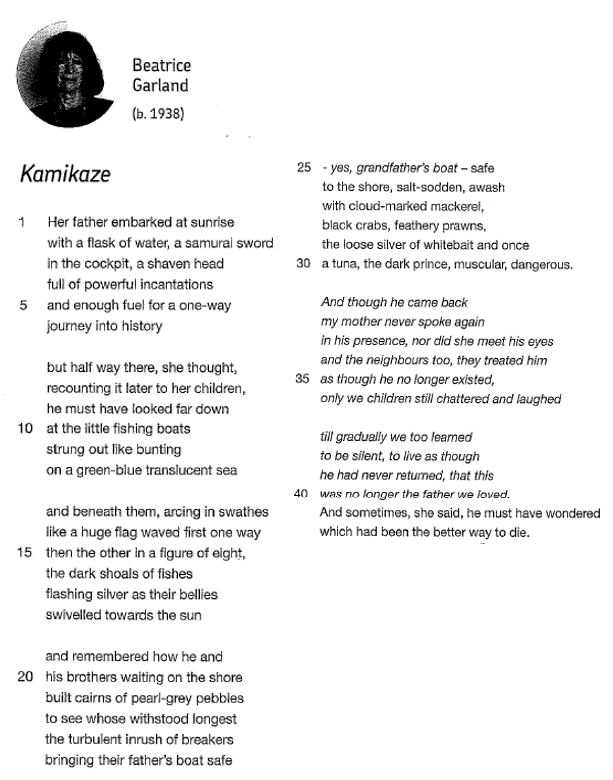 Beatrice
Garland
(b. 1938)
Kamikaze
1 Her father embarked at sunrise
with a flask of water, a samurai sword
in the cockpit, a shaven head
full of powerful incantations
5 and enough fuel for a one-way
journey into history
but half way there, she thought,
recounting it later to her children,
he must have looked far down
10 at the little fishing boats
strung out like bunting
on a green-blue translucent sea
and beneath them, arcing in swathes
like a huge flag waved first one way
15 then the other in a figure of eight,
the dark shoals of fishes
flashing silver as their bellies
swivelled towards the sun
and remembered how he and
20 his brothers waiting on the shore
built cairns of pearl-grey pebbles
to see whose withstood longest
the turbulent inrush of breakers
bringing their father's boat safe
25 - yes, grandfather's boat – safe
to the shore, salt-sodden, awash
with cloud-marked mackerel,
black crabs, feathery prawns,
the loose silver of whitebait and once
30 a tuna, the dark prince, muscular, dangerous.
And though he came back
my mother never spoke again
in his presence, nor did she meet his eyes
and the neighbours too, they treated him
35 as though he no longer existed,
only we children still chattered and laughed
till gradually we too learned
to be silent, to live as though
he had never returned, that this
40 was no longer the father we loved.
And sometimes, she said, he must have wondered
which had been the better way to die.